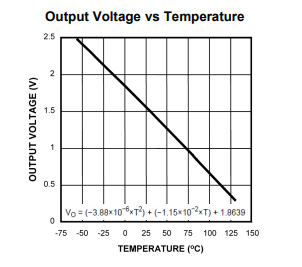 Output Voltage vs Temperature
OUTPUT VOLTAGE (V)
2.5
2
1.5
1
0.5
0
V_O = (−3.88×10⁻⁶×T²) + (−1.15×10⁻²×T) + 1.8639
-75 -50 -25 0 25 50 75 100 125 150
TEMPERATURE (ºC)